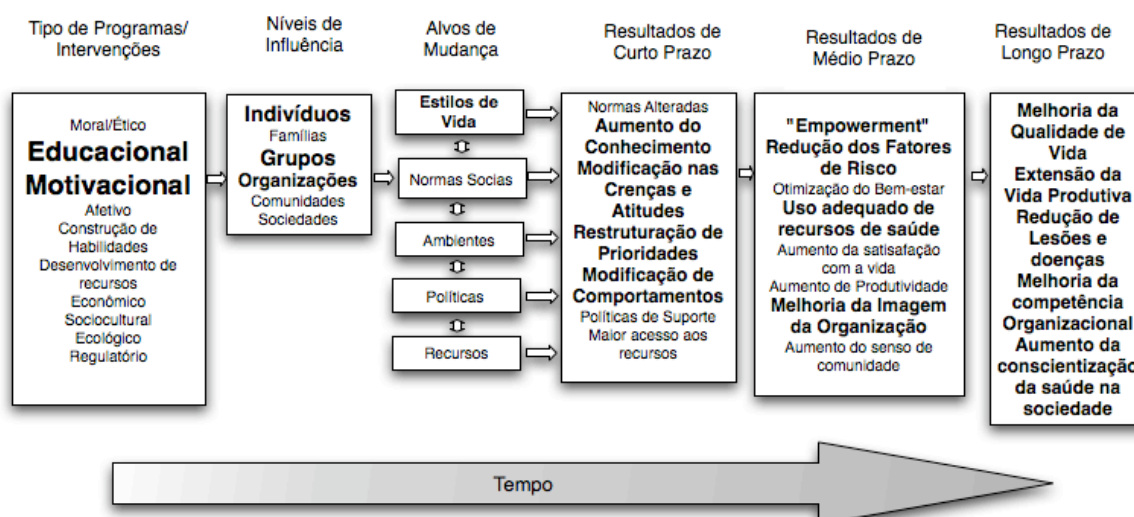 Tipo de Programas/
Intervenções
Níveis de
Influência
Alvos de
Mudança
Resultados de
Curto Prazo
Resultados de
Médio Prazo
Resultados de
Longo Prazo
Moral/Ético
Educacional
Motivacional
Afetivo
Construção de
Habilidades
Desenvolvimento de
recursos
Econômico
Sociocultural
Ecológico
Regulatório
Indivíduos
Famílias
Grupos
Organizações
Comunidades
Sociedades
Estilos de
Vida
Normas Socias
Ambientes
Políticas
Recursos
Normas Alteradas
Aumento do
Conhecimento
Modificação nas
Crenças e
Atitudes
Restruturação de
Prioridades
Modificação de
Comportamentos
Políticas de Suporte
Maior acesso aos
recursos
"Empowerment"
Redução dos Fatores
de Risco
Otimização do Bem-estar
Uso adequado de
recursos de saúde
Aumento da satisafação
com a vida
Aumento de Produtividade
Melhoria da Imagem
da Organização
Aumento do senso de
comunidade
Melhoria da
Qualidade de
Vida
Extensão da
Vida Produtiva
Redução de
Lesões e
doenças
Melhoria da
competência
Organizacional
Aumento da
conscientização
da saúde na
sociedade
Tempo